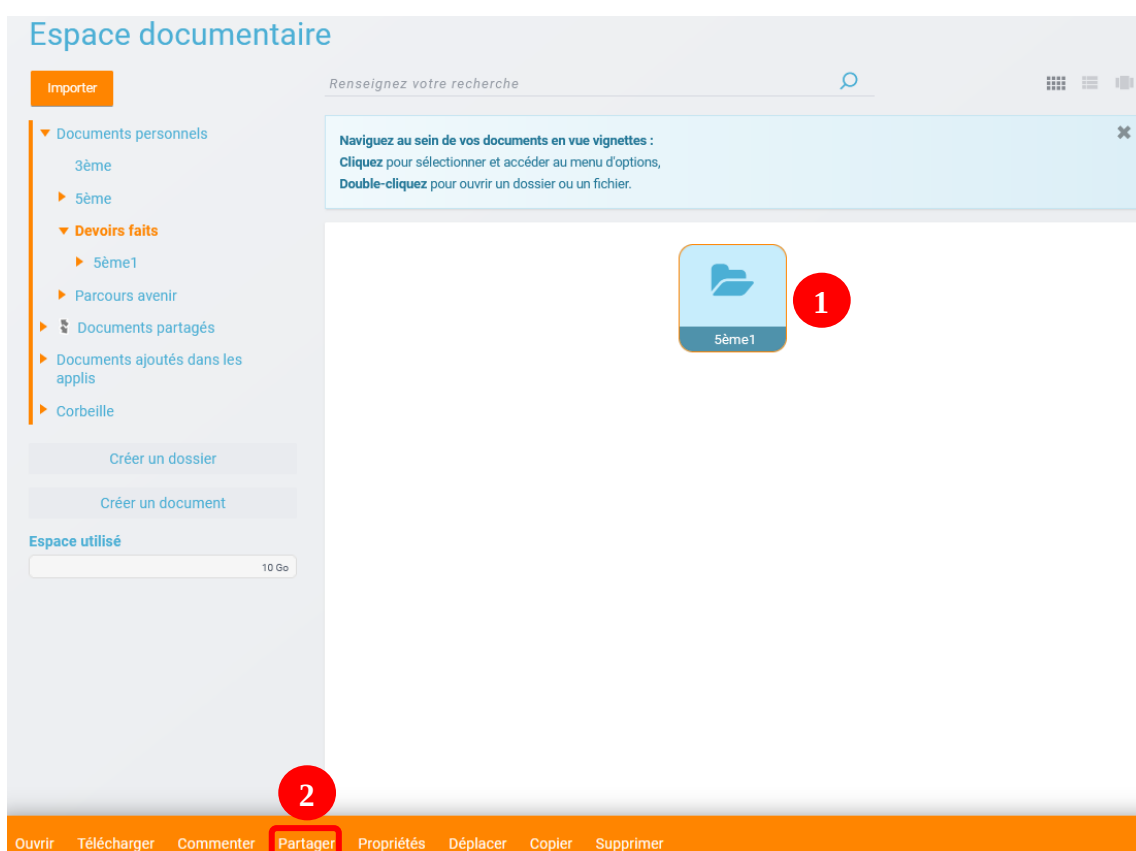 Espace documentaire
Importer
Renseignez votre recherche
Documents personnels
3ème
5ème
Devoirs faits
5ème1
Parcours avenir
Documents partagés
Documents ajoutés dans les
applis
Corbeille
Créer un dossier
Créer un document
Espace utilisé
10 Go
Naviguez au sein de vos documents en vue vignettes :
Cliquez pour sélectionner et accéder au menu d'options,
Double-cliquez pour ouvrir un dossier ou un fichier.
5ème1
1
2
Ouvrir Télécharger Commenter Partager Propriétés Déplacer Copier Supprimer